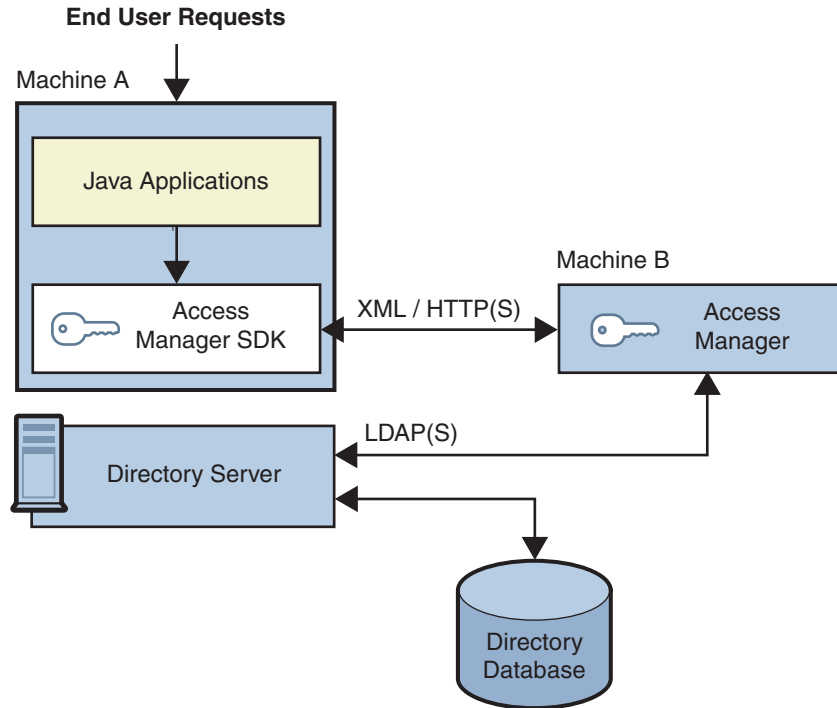 End User Requests
Machine A
Java Applications
Access
Manager SDK
XML / HTTP(S)
Machine B
Access
Manager
LDAP(S)
Directory Server
Directory
Database